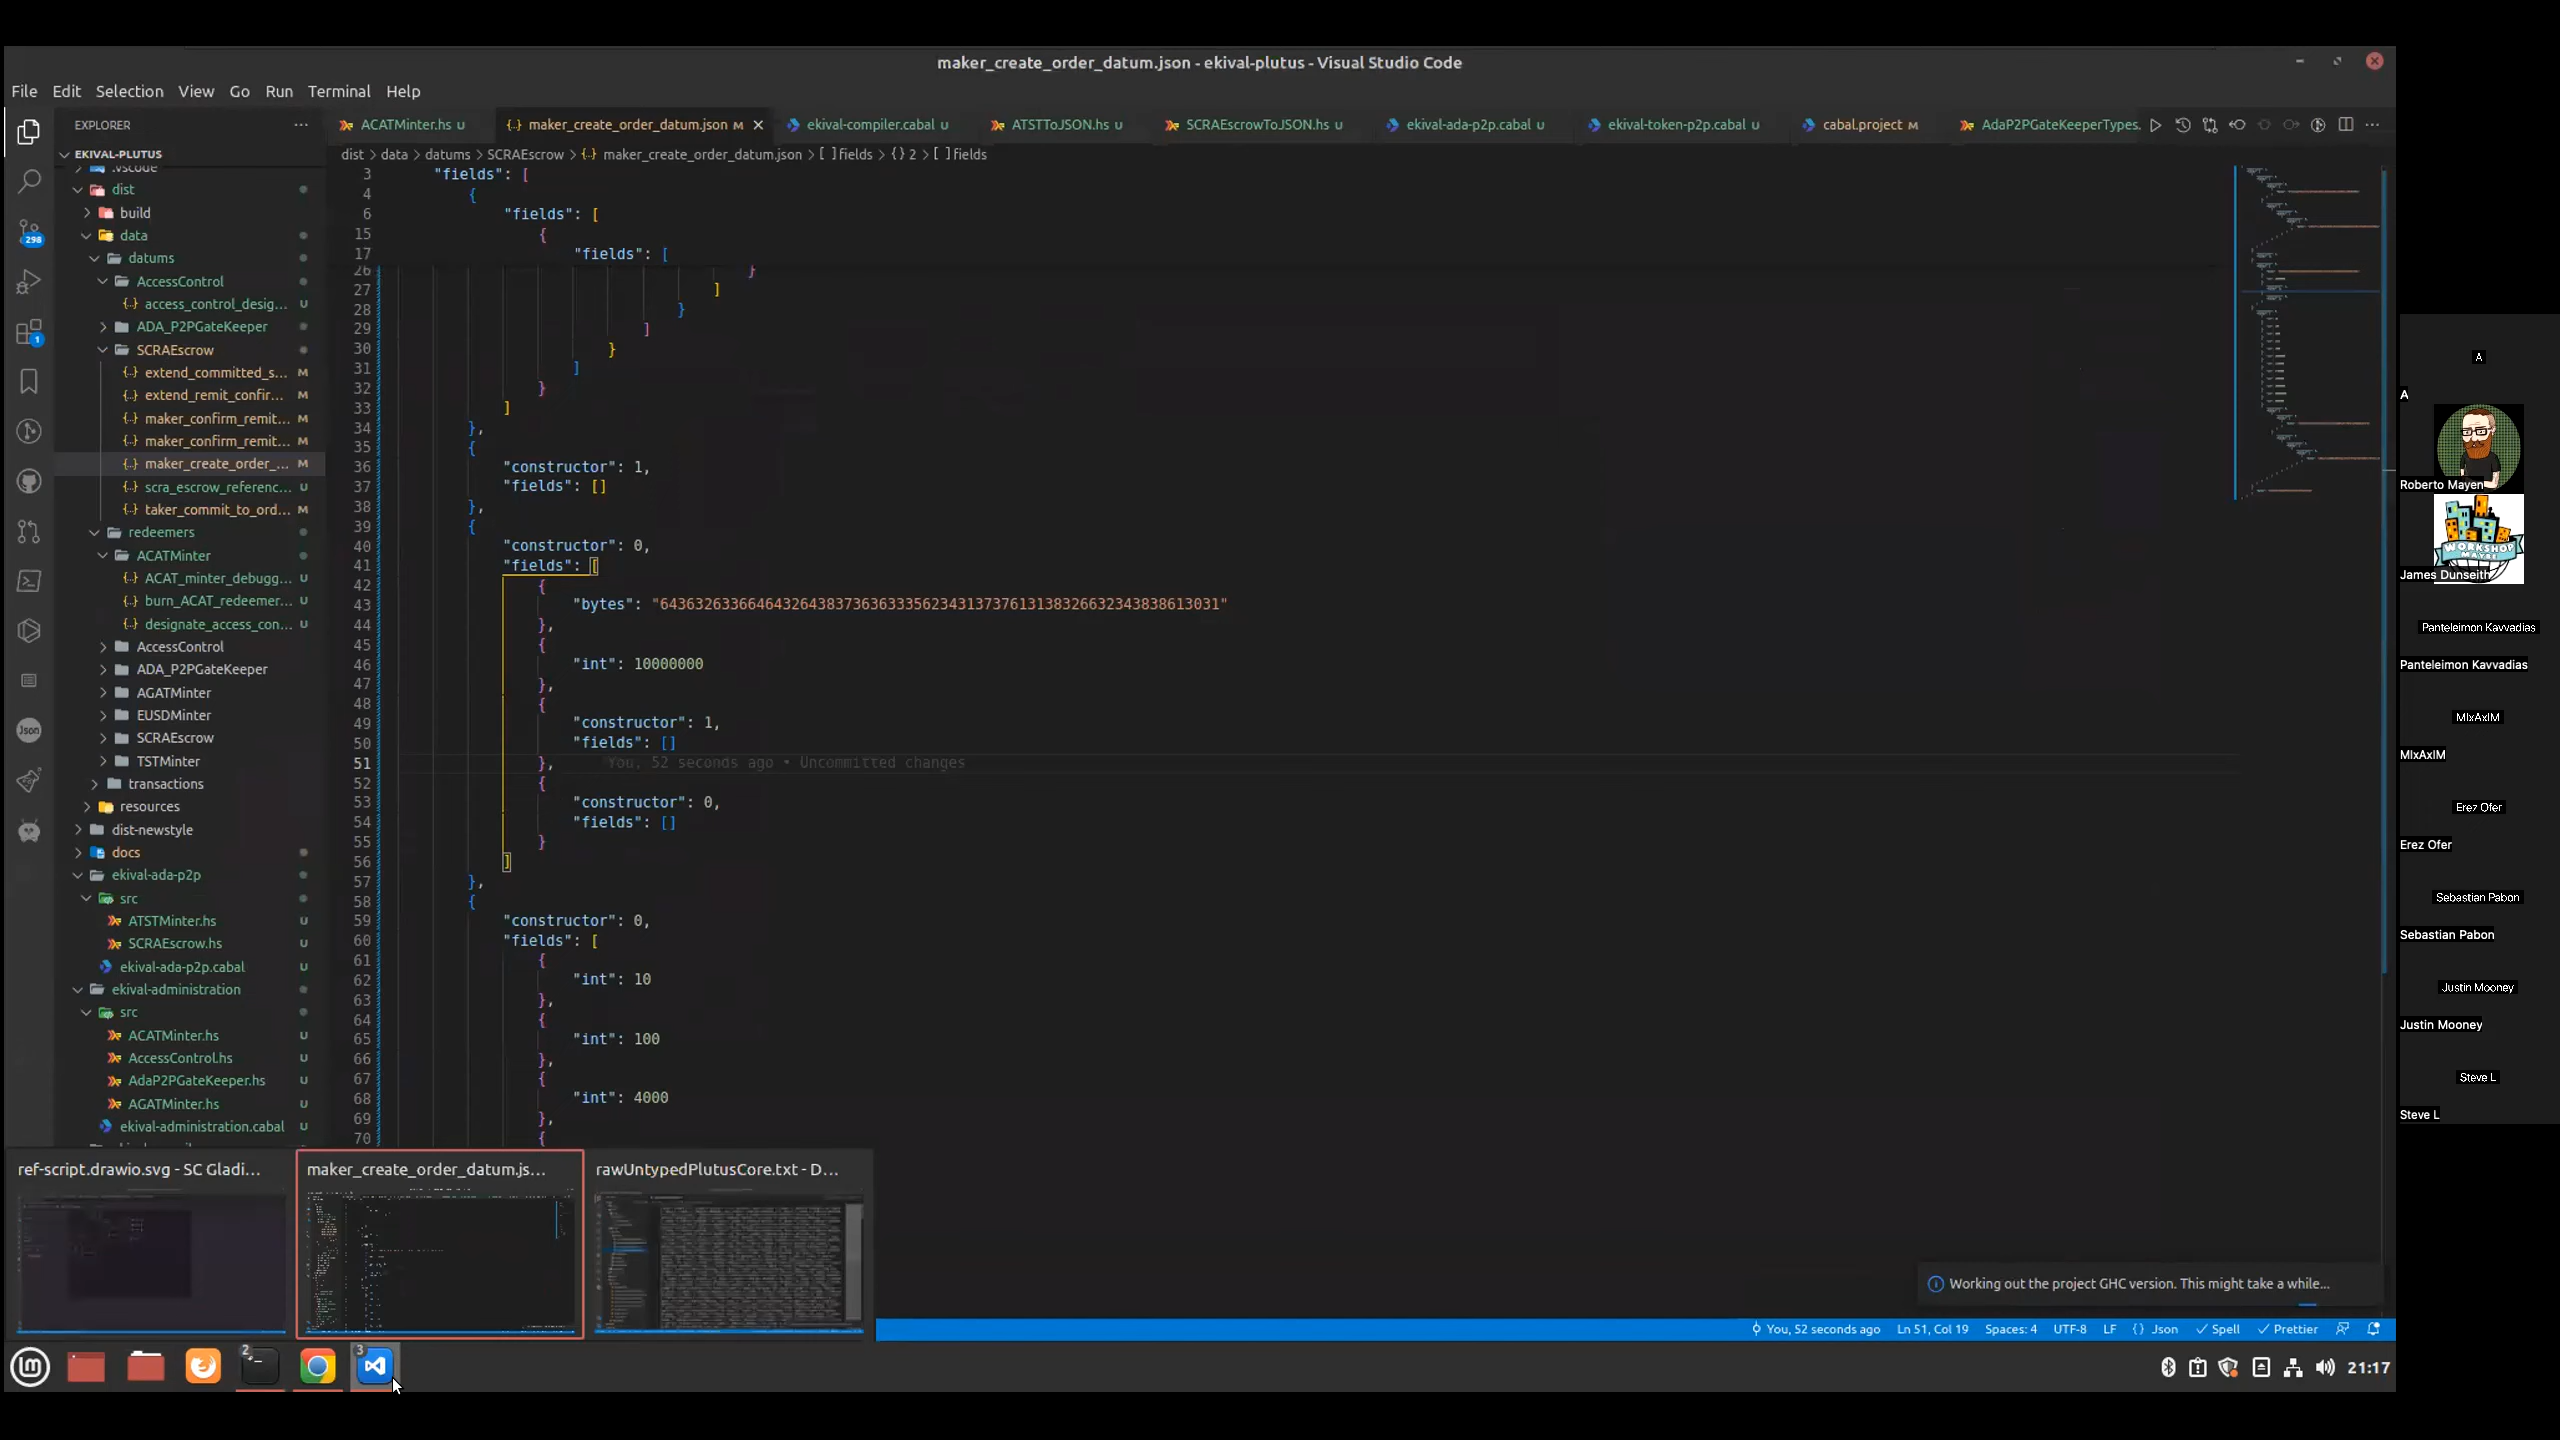 maker_create_order_datum.json - ekival-plutus - Visual Studio Code
File Edit Selection View Go Run Terminal Help
EXPLORER
ACATMinter.hs U
maker_create_order_datum.json M
ekival-compiler.cabal U
ATSTToJSON.hs U
SCRAEscrowToJSON.hs U
ekival-ada-p2p.cabal U
ekival-token-p2p.cabal U
cabal.project M
AdaP2PGateKeeperTypes.
dist > data > datums > SCRAEscrow > {..} maker_create_order_datum.json > [ ] fields > {} 2 > [ ] fields
EKIVAL-PLUTUS
.vscode
dist
build
data
datums
AccessControl
access_control_desig... U
ADA_P2PGateKeeper
SCRAEscrow
extend_committed_s... M
extend_remit_confir... M
maker_confirm_remit... M
maker_confirm_remit... M
maker_create_order_... M
scra_escrow_referenc... U
taker_commit_to_ord... M
redeemers
ACATMinter
ACAT_minter_debugg... U
burn_ACAT_redeemer... U
designate_access_con... U
AccessControl
ADA_P2PGateKeeper
AGATMinter
EUSDMinter
SCRAEscrow
TSTMinter
transactions
resources
dist-newstyle
docs
ekival-ada-p2p
src
ATSTMinter.hs U
SCRAEscrow.hs U
ekival-ada-p2p.cabal U
ekival-administration
src
ACATMinter.hs U
AccessControl.hs U
AdaP2PGateKeeper.hs U
AGATMinter.hs U
ekival-administration.cabal U
298
1
Json
3 "fields": [
4 {
6 "fields": [
15 {
17 "fields": [
26 }
27 ]
28 }
29 ]
30 }
31 ]
32 }
33 ]
34 },
35 {
36 "constructor": 1,
37 "fields": []
38 },
39 {
40 "constructor": 0,
41 "fields": [
42 {
43 "bytes": "64363263366464326438373636333562343137376131383266323438386130​31"
44 },
45 {
46 "int": 10000000
47 },
48 {
49 "constructor": 1,
50 "fields": []
51 }, You, 52 seconds ago • Uncommitted changes
52 {
53 "constructor": 0,
54 "fields": []
55 }
56 ]
57 },
58 {
59 "constructor": 0,
60 "fields": [
61 {
62 "int": 10
63 },
64 {
65 "int": 100
66 },
67 {
68 "int": 4000
69 },
70 {
ref-script.drawio.svg - SC Gladi...
maker_create_order_datum.js...
rawUntypedPlutusCore.txt - D...
Working out the project GHC version. This might take a while...
You, 52 seconds ago Ln 51, Col 19 Spaces: 4 UTF-8 LF {} Json Spell Prettier
2
3
21:17
A
A
Roberto Mayen
WORKSHOP
MAYBE
James Dunseith
Panteleimon Kavvadias
Panteleimon Kavvadias
MIxAxIM
MIxAxIM
Erez Ofer
Erez Ofer
Sebastian Pabon
Sebastian Pabon
Justin Mooney
Justin Mooney
Steve L
Steve L